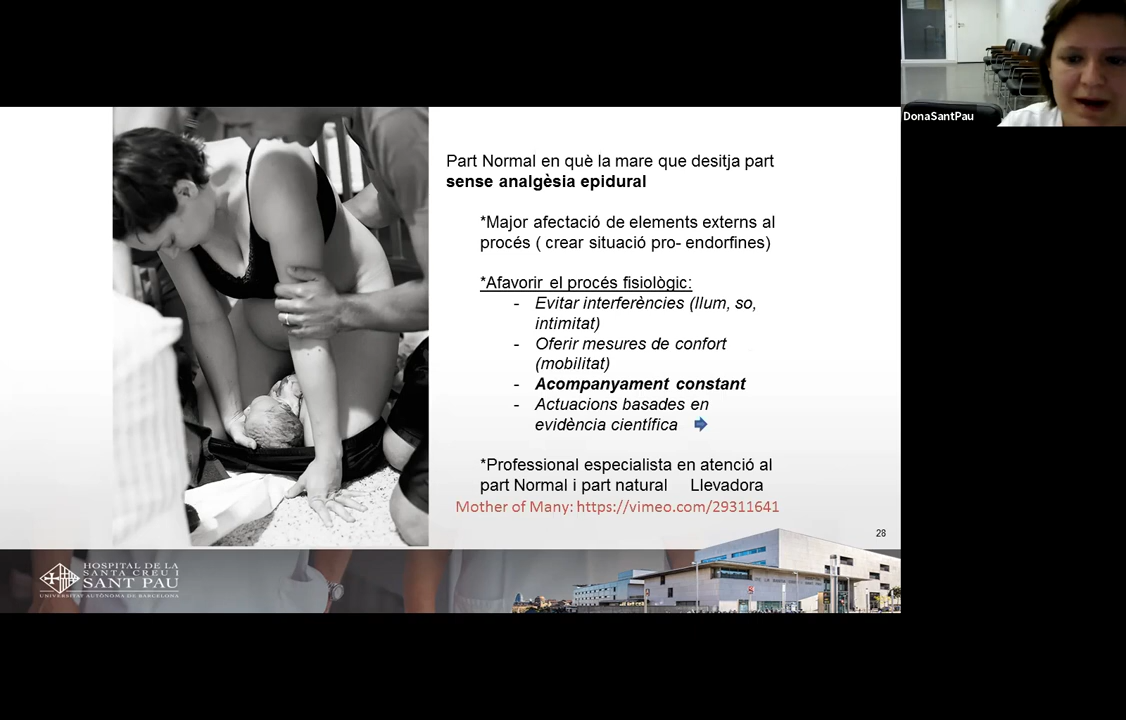 DonaSantPau
Part Normal en què la mare que desitja part
sense analgèsia epidural
*Major afectació de elements externs al
procés ( crear situació pro- endorfines)
*Afavorir el procés fisiològic:
- Evitar interferències (llum, so,
intimitat)
- Oferir mesures de confort
(mobilitat)
- Acompanyament constant
- Actuacions basades en
evidència científica
*Professional especialista en atenció al
part Normal i part natural Llevadora
Mother of Many: https://vimeo.com/29311641
28
HOSPITAL DE LA
SANTA CREU I
SANT PAU
UNIVERSITAT AUTÒNOMA DE BARCELONA